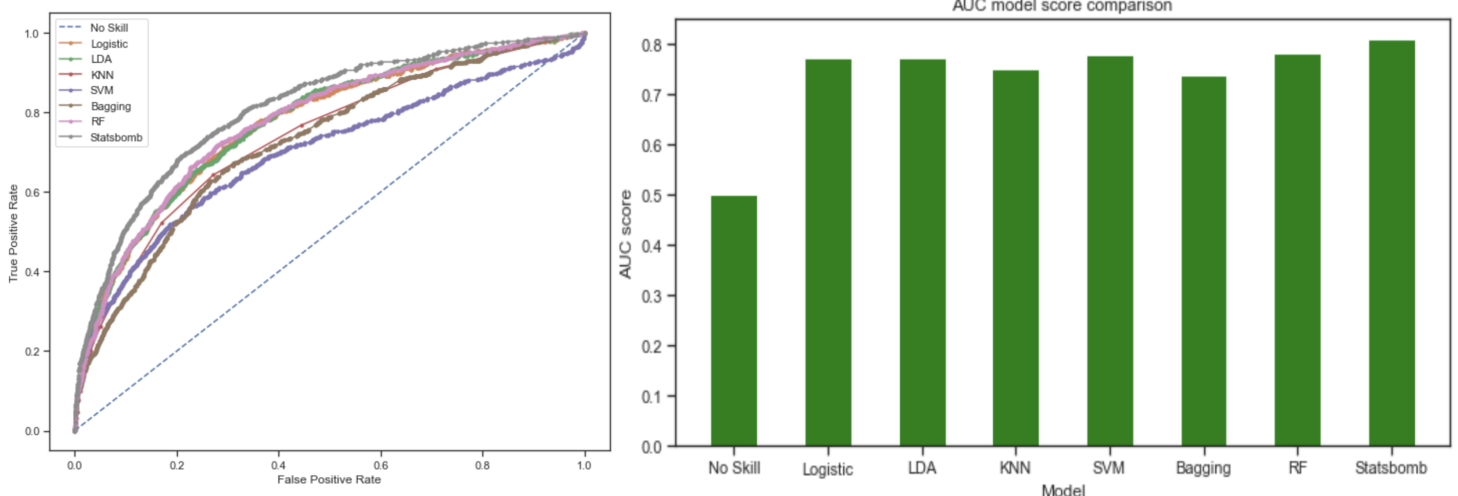 No Skill
Logistic
LDA
KNN
SVM
Bagging
RF
Statsbomb
1.0
0.8
0.6
0.4
0.2
0.0
True Positive Rate
0.0 0.2 0.4 0.6 0.8 1.0
False Positive Rate
AUC model score comparison
0.8
0.7
0.6
0.5
0.4
0.3
0.2
0.1
0.0
AUC score
No Skill Logistic LDA KNN SVM Bagging RF Statsbomb
Model